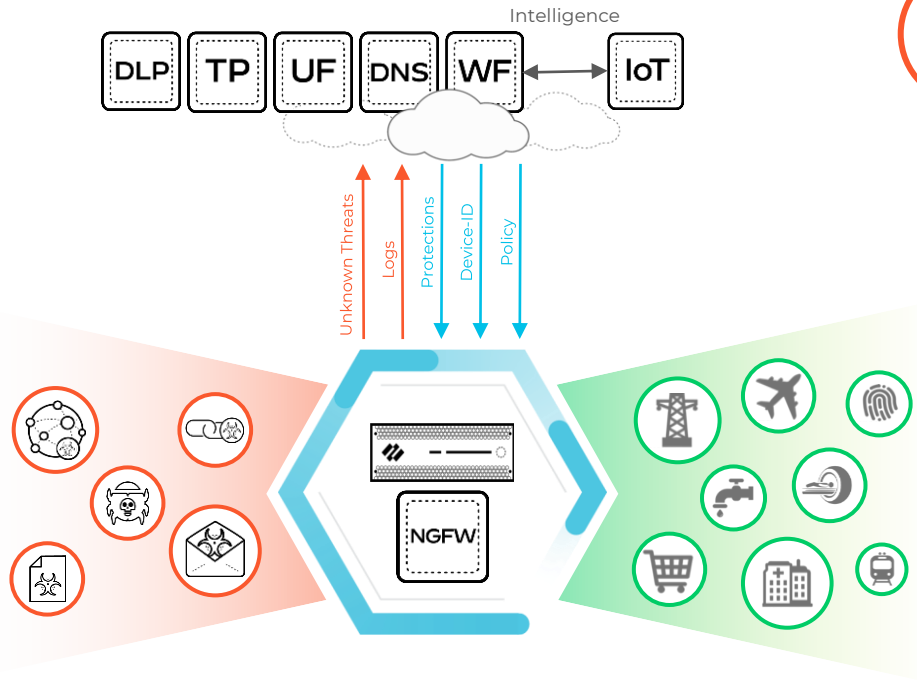 Intelligence
DLP
TP
UF
DNS
WF
IoT
Unknown Threats
Logs
Protections
Device-ID
Policy
NGFW